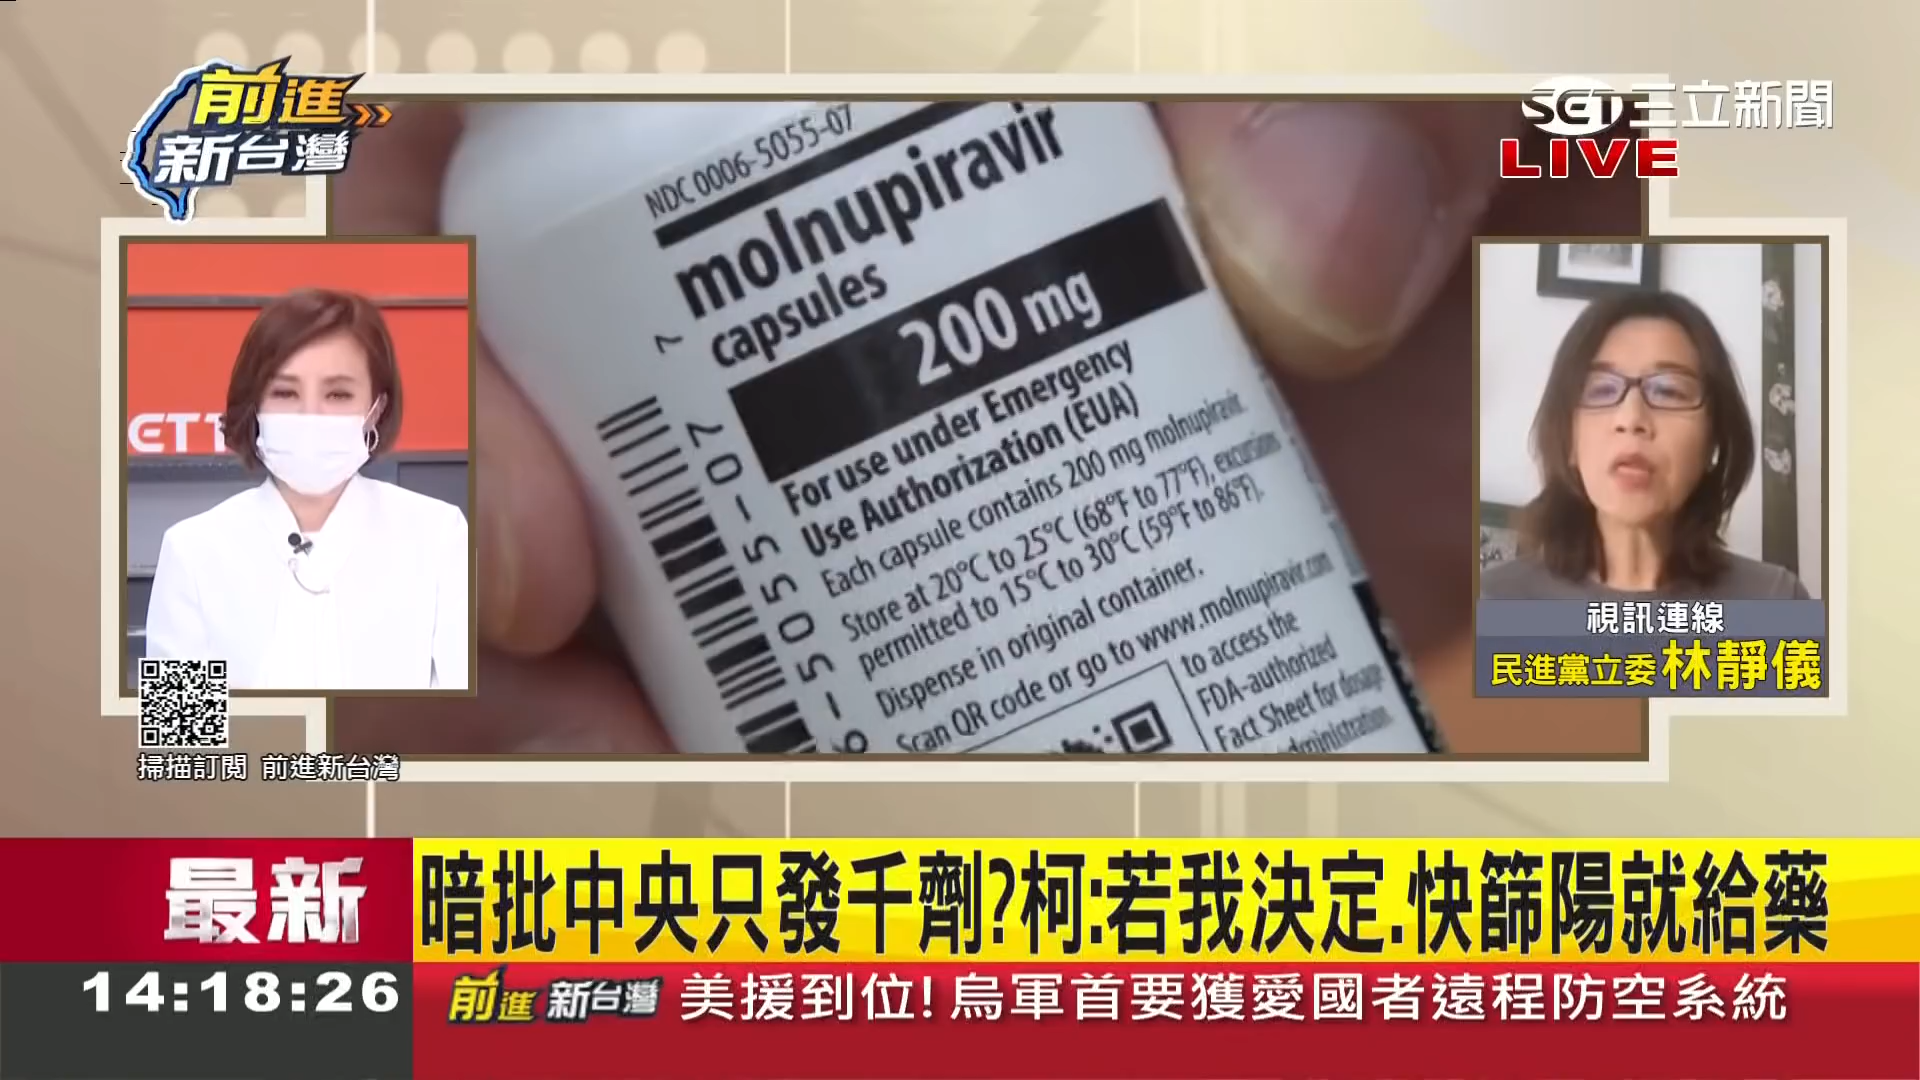 前進
新台灣
SET三立新聞
LIVE
NDC 0006-5055-07
molnupiravir
capsules
200 mg
For use under Emergency
Use Authorization (EUA)
Each capsule contains 200 mg molnupiravir.
Store at 20°C to 25°C (68°F to 77°F), excursions
permitted to 15°C to 30°C (59°F to 86°F).
Dispense in original container.
Scan QR code or go to www.molnupiravir.com
to access the
FDA-authorized
Fact Sheet for dosage
administration.
7
6-5055-07
ETT
視訊連線
民進黨立委 林靜儀
掃描訂閱 前進新台灣
最新
暗批中央只發千劑?柯:若我決定.快篩陽就給藥
14:18:26
前進新台灣 美援到位!烏軍首要獲愛國者遠程防空系統